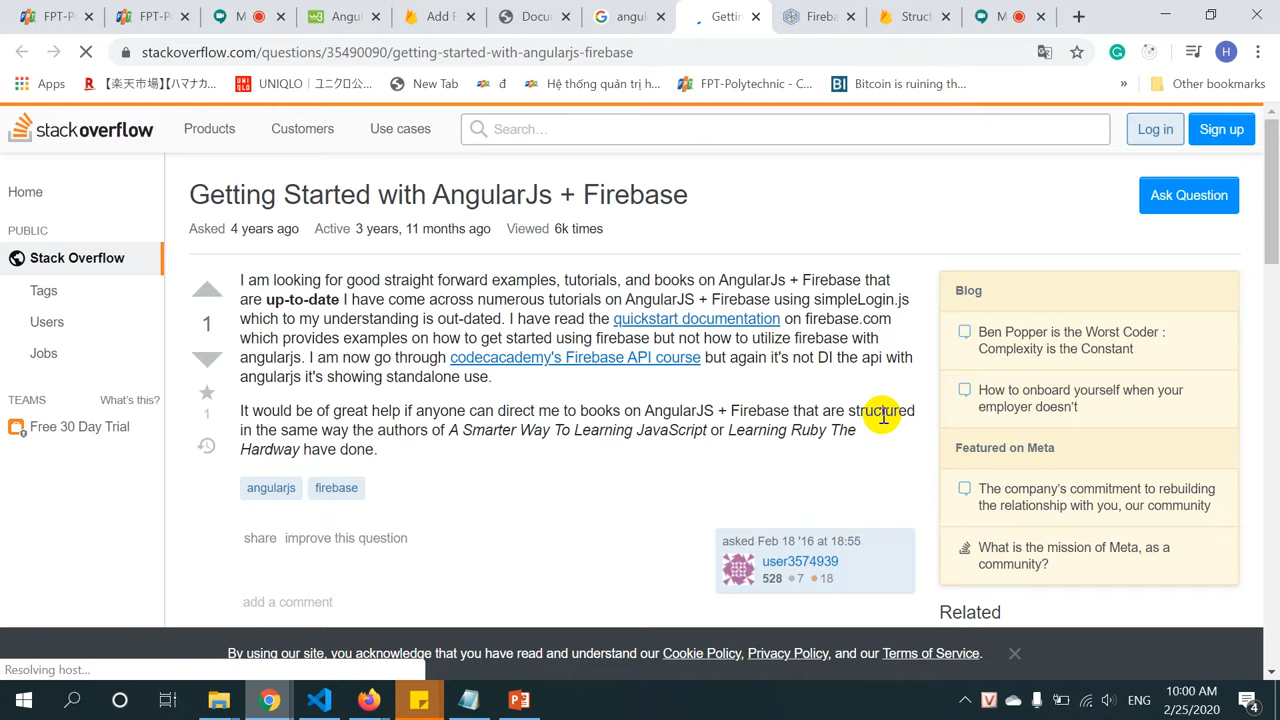 FPT-P
FPT-P
M
Angu
Add F
Docu
angul
Gettin
Fireba
Struct
M
stackoverflow.com/questions/35490090/getting-started-with-angularjs-firebase
H
Apps
【楽天市場】【ハマナカ...
UNIQLO | ユニクロ...
New Tab
đ
Hệ thống quản trị h...
FPT-Polytechnic - C...
BI Bitcoin is ruining th...
»
Other bookmarks
stackoverflow
Products
Customers
Use cases
Search...
Log in
Sign up
Home
PUBLIC
Stack Overflow
Tags
Users
Jobs
TEAMS What's this?
Free 30 Day Trial
Getting Started with AngularJs + Firebase
Ask Question
Asked 4 years ago Active 3 years, 11 months ago Viewed 6k times
1
1
I am looking for good straight forward examples, tutorials, and books on AngularJs + Firebase that
are up-to-date I have come across numerous tutorials on AngularJS + Firebase using simpleLogin.js
which to my understanding is out-dated. I have read the quickstart documentation on firebase.com
which provides examples on how to get started using firebase but not how to utilize firebase with
angularjs. I am now go through codecacademy's Firebase API course but again it's not DI the api with
angularjs it's showing standalone use.
It would be of great help if anyone can direct me to books on AngularJS + Firebase that are structured
in the same way the authors of A Smarter Way To Learning JavaScript or Learning Ruby The
Hardway have done.
angularjs firebase
share improve this question
asked Feb 18 '16 at 18:55
user3574939
528 7 18
add a comment
Blog
Ben Popper is the Worst Coder :
Complexity is the Constant
How to onboard yourself when your
employer doesn't
Featured on Meta
The company's commitment to rebuilding
the relationship with you, our community
What is the mission of Meta, as a
community?
Related
By using our site, you acknowledge that you have read and understand our Cookie Policy, Privacy Policy, and our Terms of Service.
Resolving host...
ENG
10:00 AM
2/25/2020
4